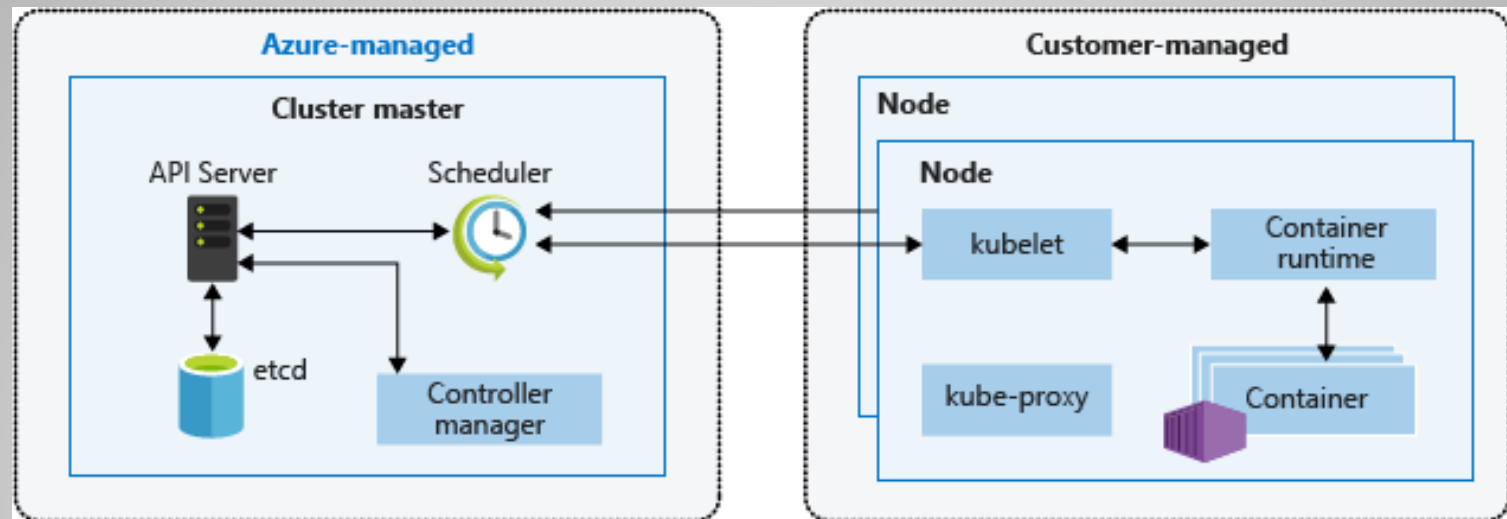 Azure-managed
Cluster master
API Server
Scheduler
etcd
Controller
manager
Customer-managed
Node
Node
kubelet
Container
runtime
kube-proxy
Container